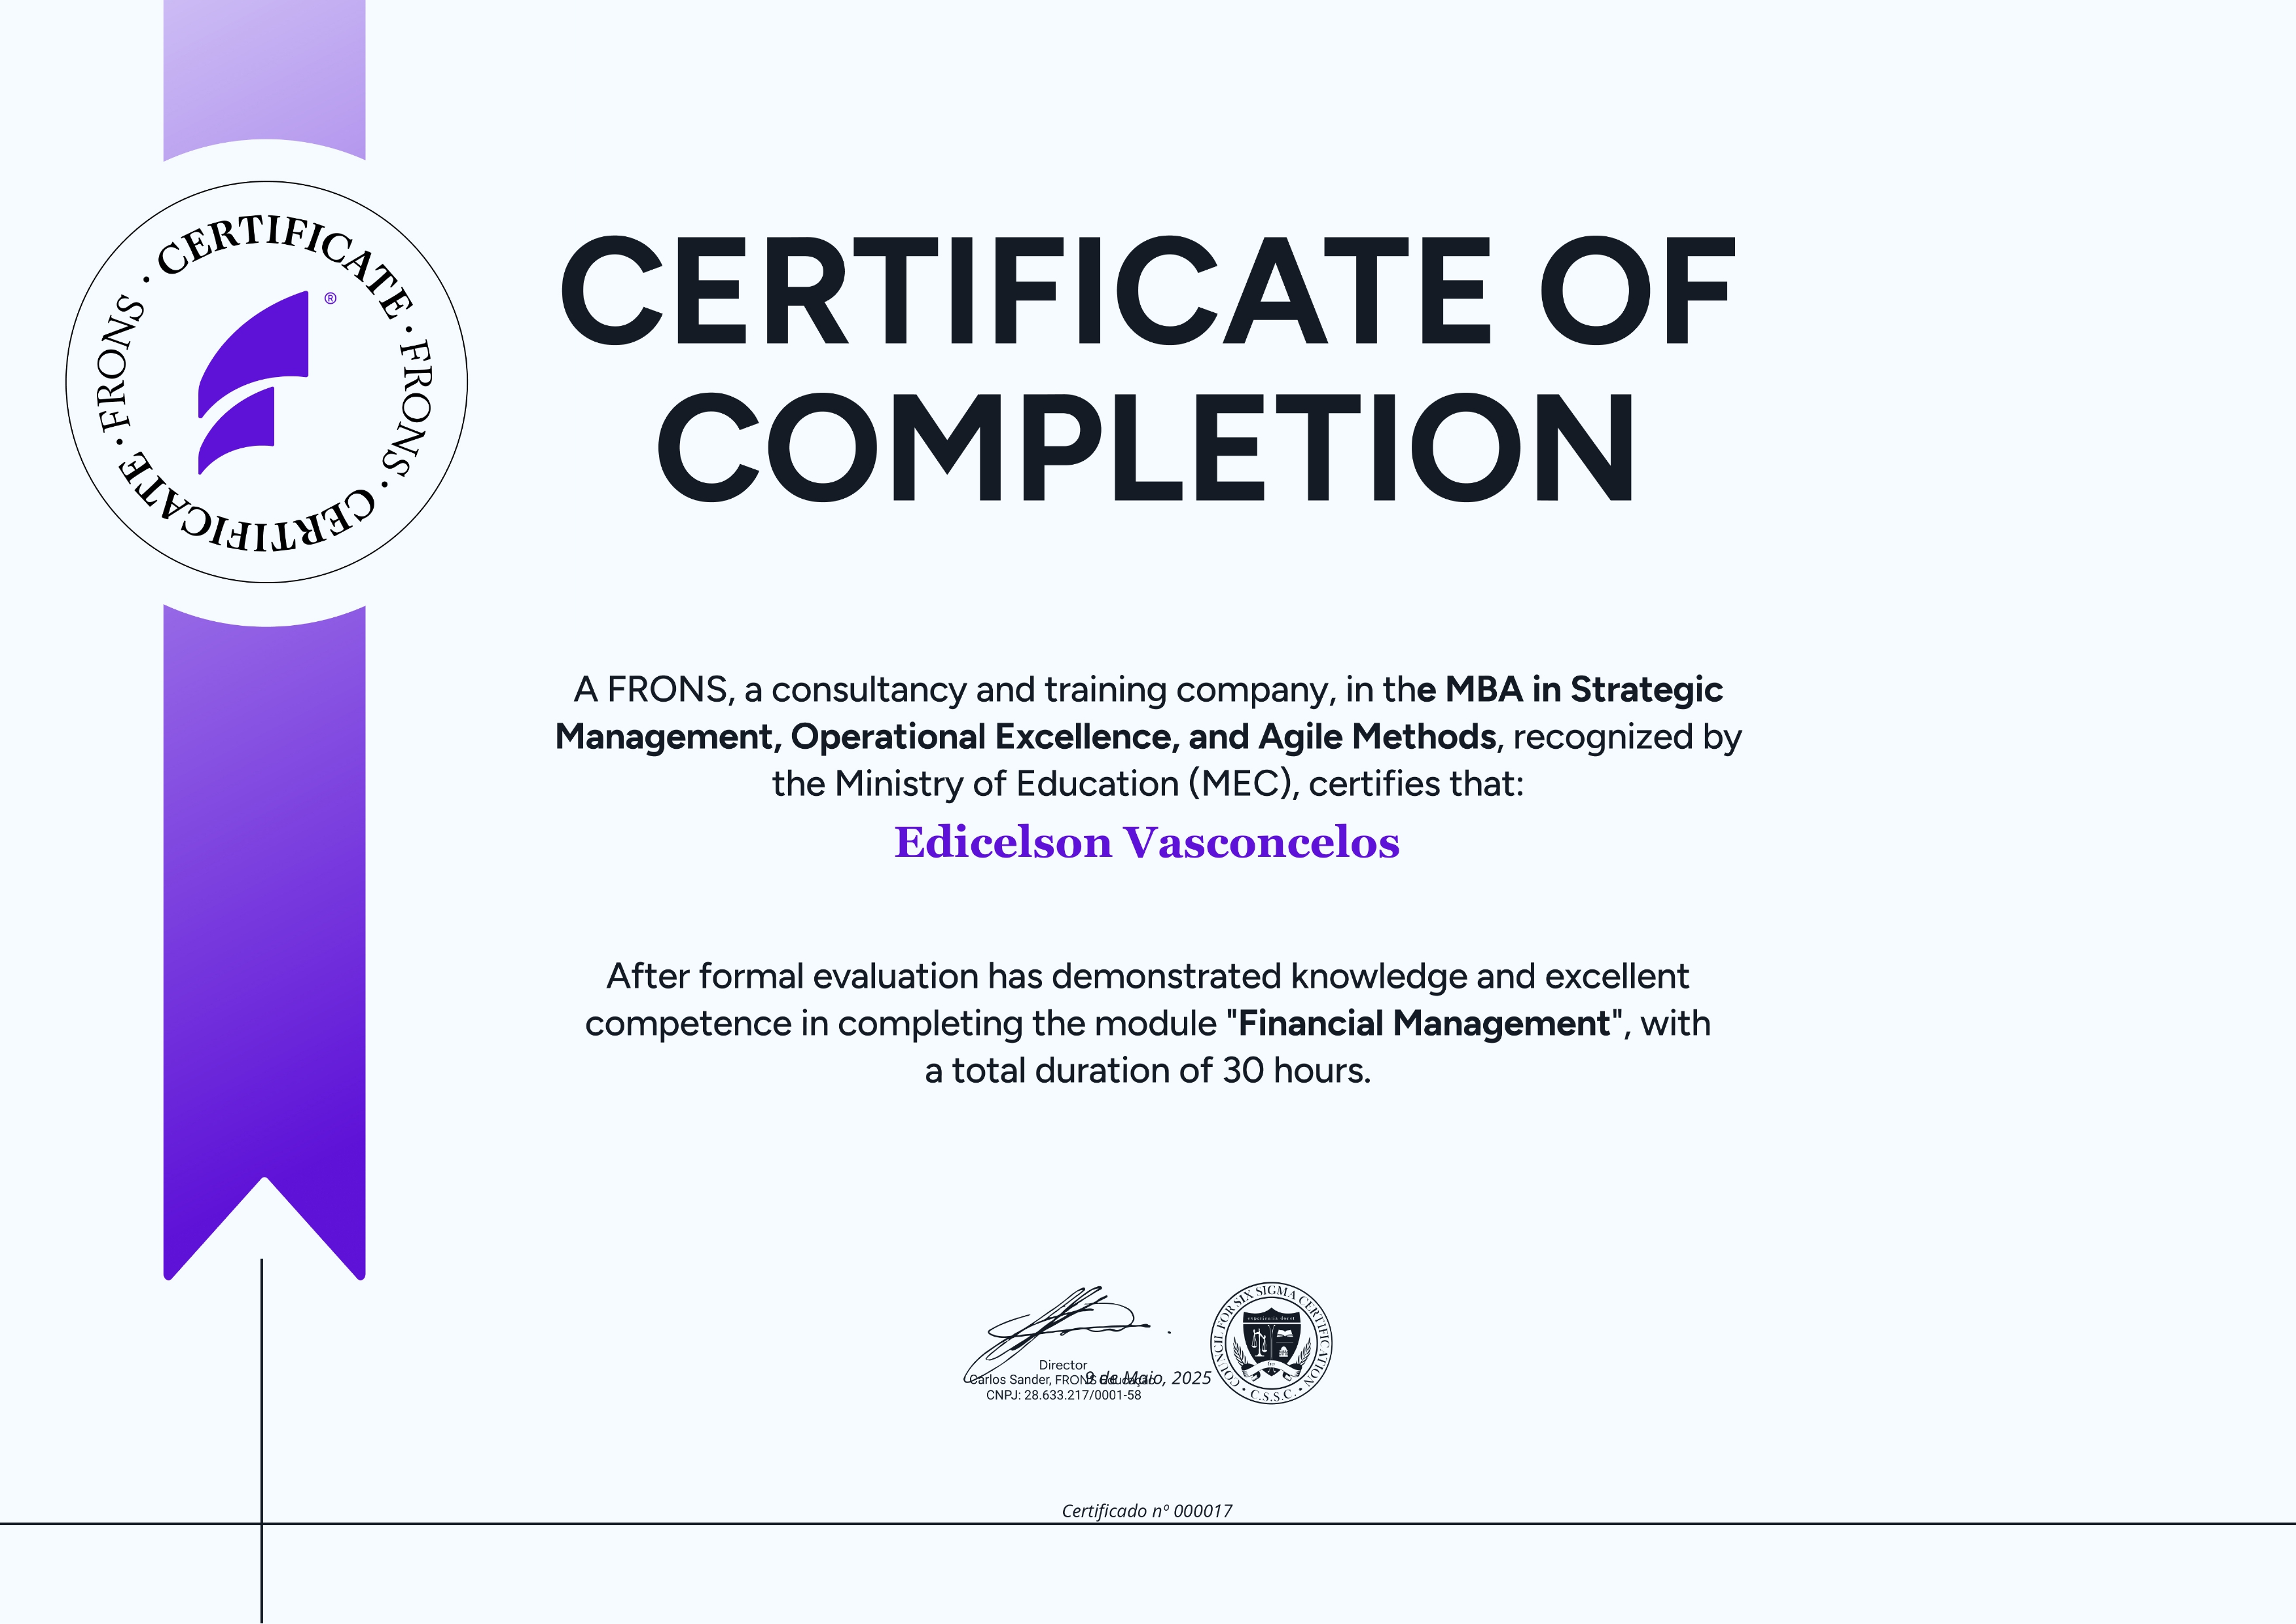 CERTIFICATE · FRONS · CERTIFICATE · FRONS ·
®
CERTIFICATE OF
COMPLETION
A FRONS, a consultancy and training company, in the MBA in Strategic
Management, Operational Excellence, and Agile Methods, recognized by
the Ministry of Education (MEC), certifies that:
Edicelson Vasconcelos
After formal evaluation has demonstrated knowledge and excellent
competence in completing the module "Financial Management", with
a total duration of 30 hours.
Director
Carlos Sander, FRONS Educação
9 de Maio, 2025
CNPJ: 28.633.217/0001-58
COUNCIL FOR SIX SIGMA CERTIFICATION
• C.S.S.C. •
Certificado nº 000017